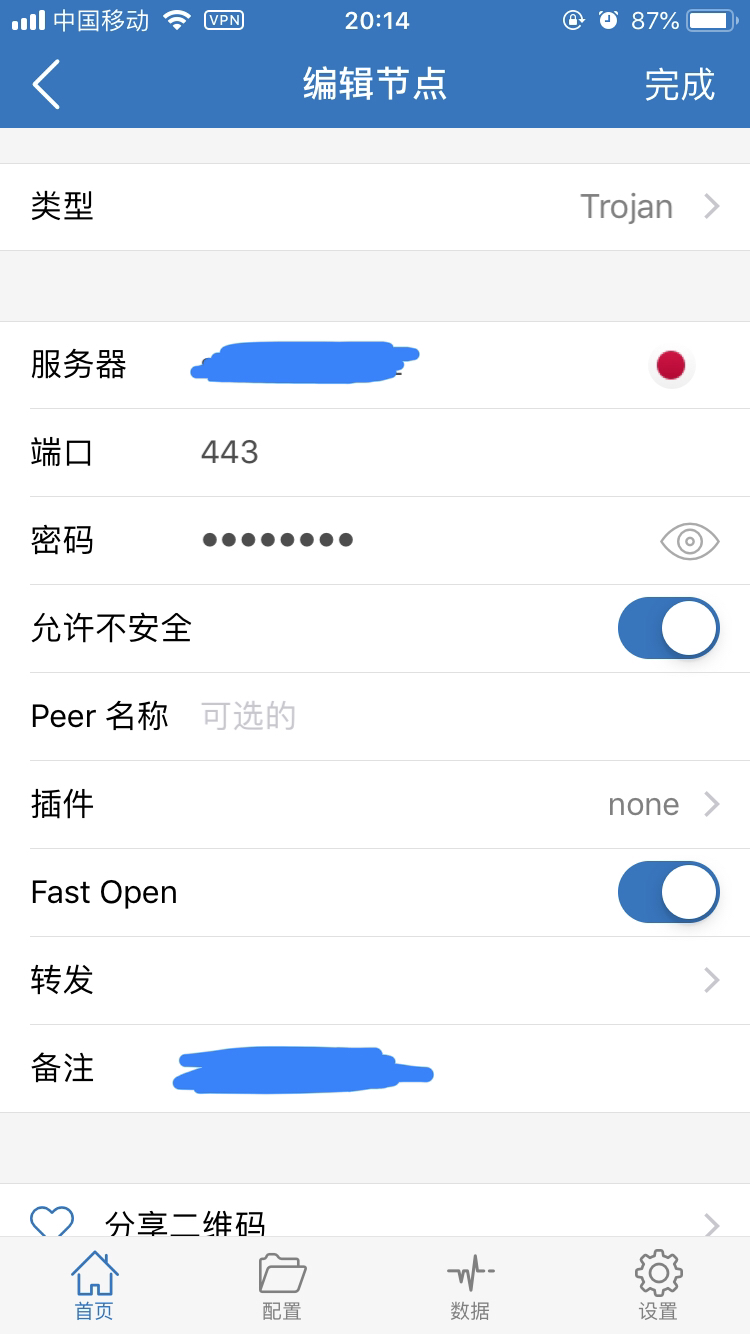 中国移动 VPN 20:14 87%
编辑节点 完成
类型 Trojan
服务器
端口 443
密码 ••••••••
允许不安全
Peer 名称 可选的
插件 none
Fast Open
转发
备注
分享二维码
首页 配置 数据 设置